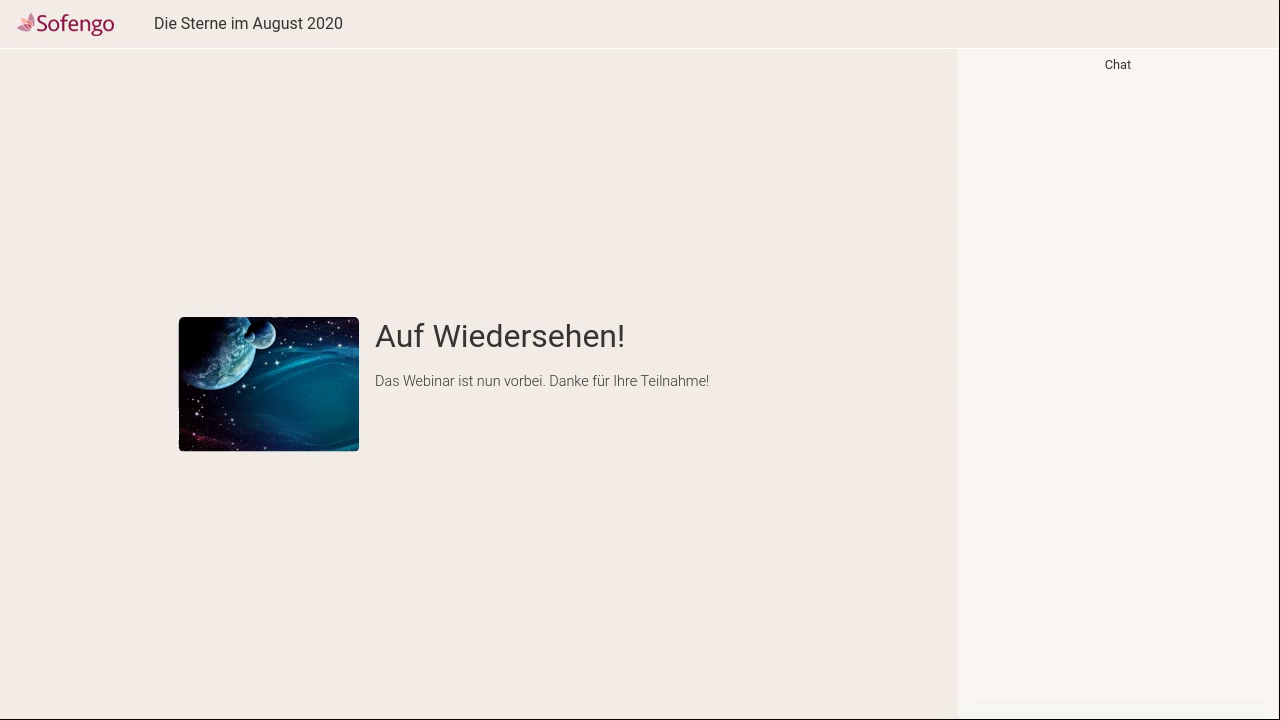 Sofengo
Die Sterne im August 2020
Chat
Auf Wiedersehen!
Das Webinar ist nun vorbei. Danke für Ihre Teilnahme!